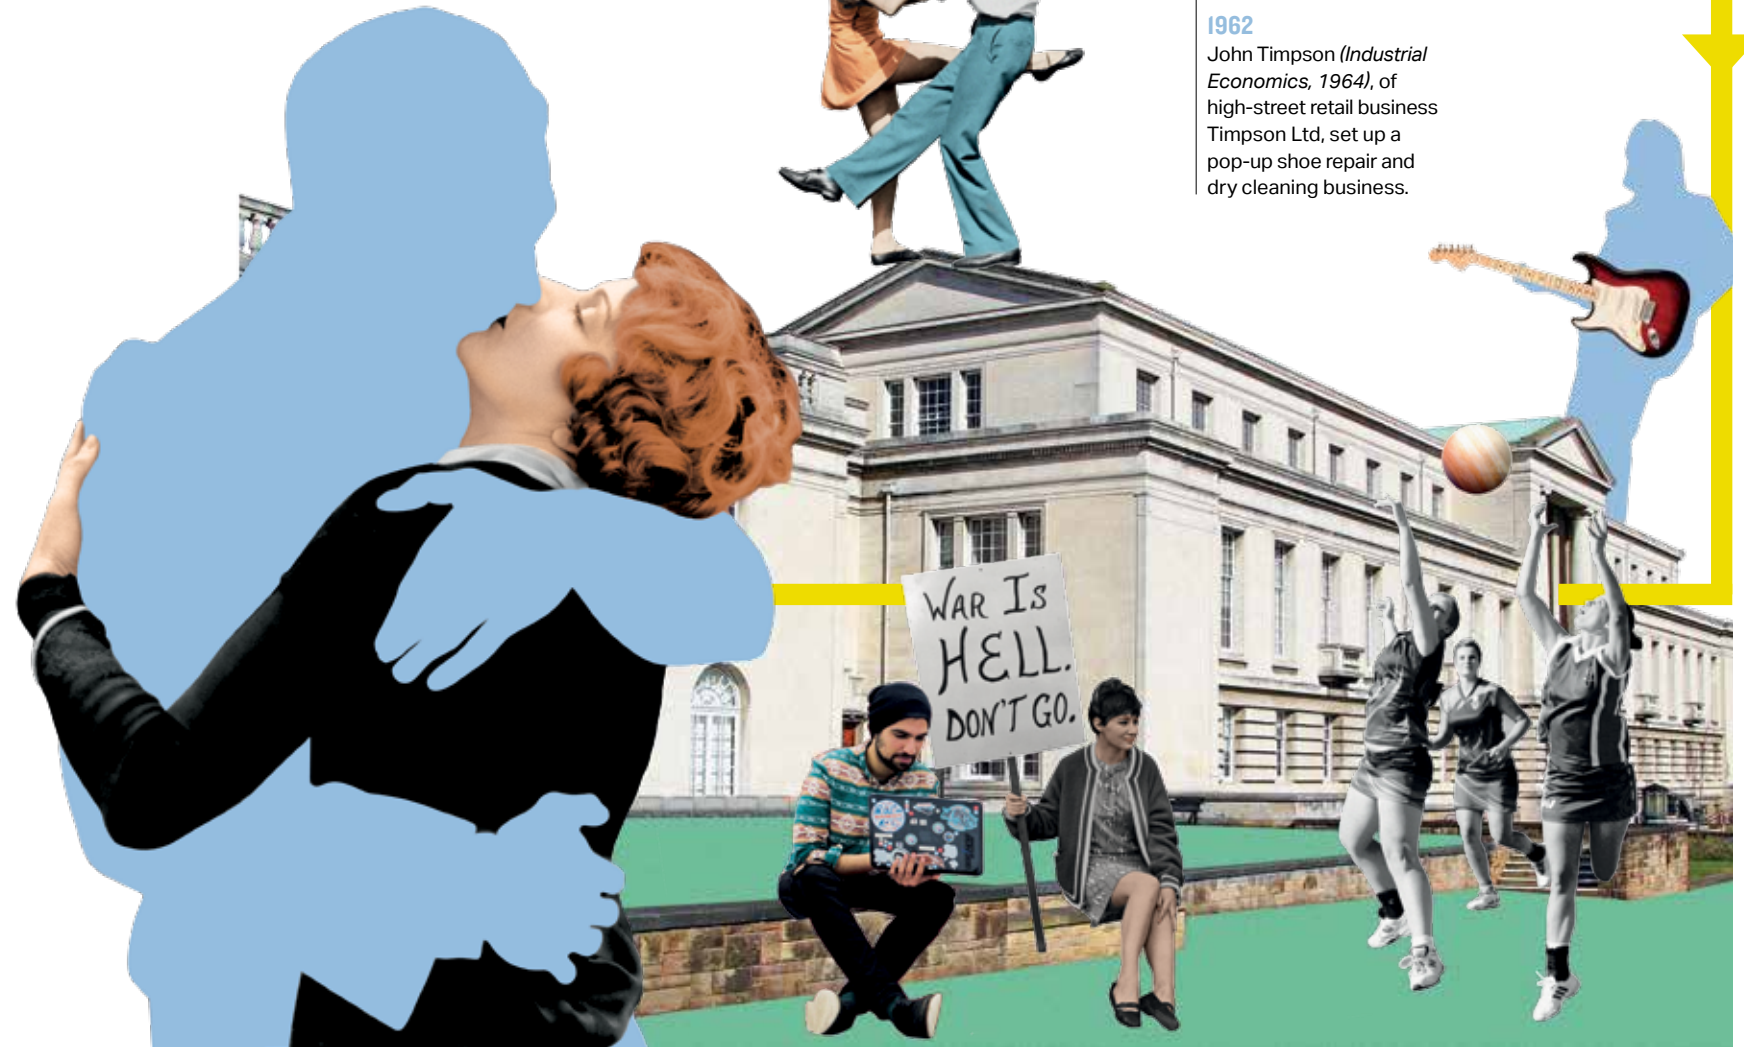 1962
John Timpson (Industrial
Economics, 1964), of
high-street retail business
Timpson Ltd, set up a
pop-up shoe repair and
dry cleaning business.
WAR IS
HELL.
DON'T GO.